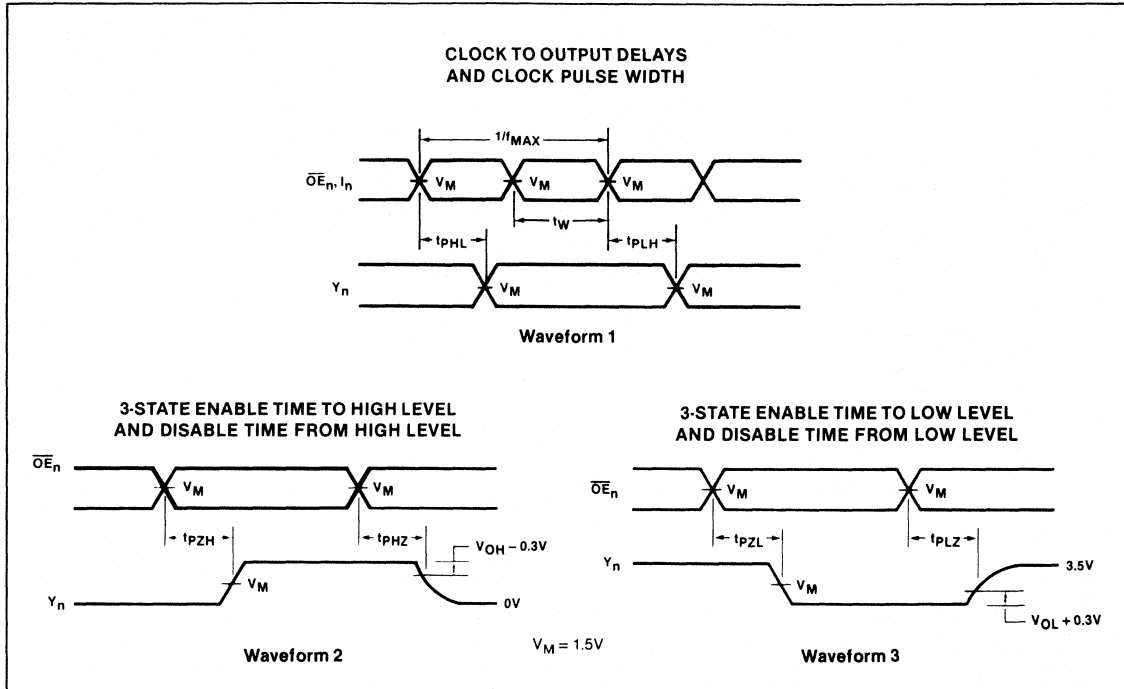 CLOCK TO OUTPUT DELAYS
AND CLOCK PULSE WIDTH
1/fMAX
O̅E̅n, In
VM VM VM
tW
tPHL tPLH
Yn
VM VM
Waveform 1
3-STATE ENABLE TIME TO HIGH LEVEL
AND DISABLE TIME FROM HIGH LEVEL
O̅E̅n
VM VM
tPZH tPHZ
VOH – 0.3V
Yn
VM
0V
Waveform 2
VM = 1.5V
3-STATE ENABLE TIME TO LOW LEVEL
AND DISABLE TIME FROM LOW LEVEL
O̅E̅n
VM VM
tPZL tPLZ
Yn
3.5V
VM
VOL + 0.3V
Waveform 3